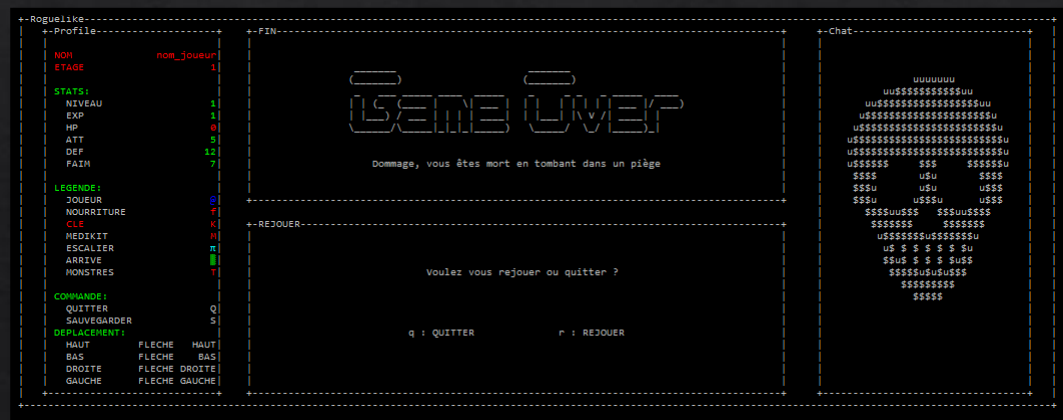 Roguelike
Profile
NOM nom_joueur
ETAGE 1
STATS:
NIVEAU 1
EXP 1
HP 0
ATT 5
DEF 12
FAIM 7
LEGENDE:
JOUEUR @
NOURRITURE f
CLE K
MEDIKIT M
ESCALIER π
ARRIVE
MONSTRES T
COMMANDE:
QUITTER Q
SAUVEGARDER S
DEPLACEMENT:
HAUT FLECHE HAUT
BAS FLECHE BAS
DROITE FLECHE DROITE
GAUCHE FLECHE GAUCHE
FIN
Game Over
Dommage, vous êtes mort en tombant dans un piège
REJOUER
Voulez vous rejouer ou quitter ?
q : QUITTER r : REJOUER
Chat